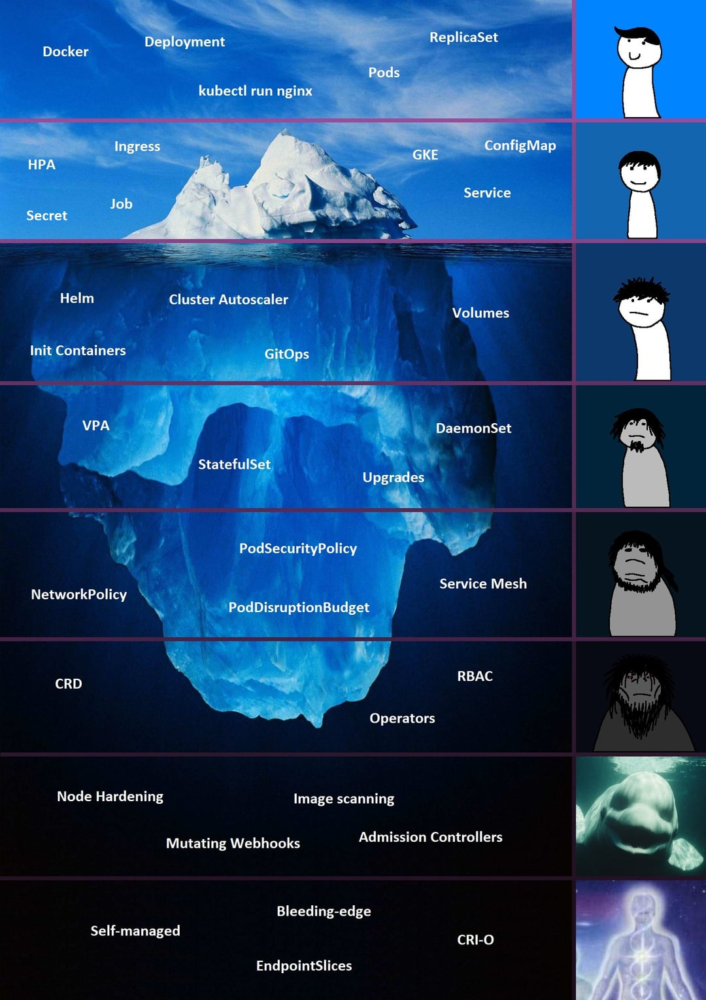 Docker
Deployment
ReplicaSet
Pods
kubectl run nginx
Ingress
HPA
GKE
ConfigMap
Service
Job
Secret
Helm
Cluster Autoscaler
Volumes
Init Containers
GitOps
VPA
DaemonSet
StatefulSet
Upgrades
PodSecurityPolicy
NetworkPolicy
Service Mesh
PodDisruptionBudget
CRD
RBAC
Operators
Node Hardening
Image scanning
Mutating Webhooks
Admission Controllers
Bleeding-edge
Self-managed
CRI-O
EndpointSlices